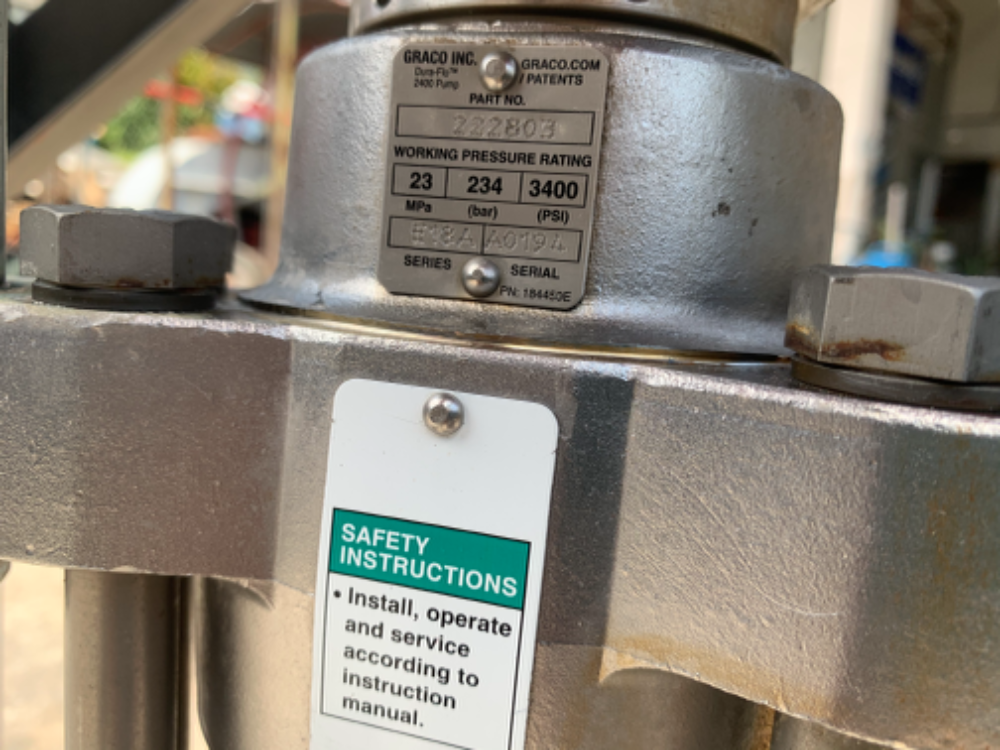 GRACO INC. GRACO.COM
Dura-Flo™ / PATENTS
2400 Pump
PART NO.
222803
WORKING PRESSURE RATING
23 234 3400
MPa (bar) (PSI)
E18A A0194
SERIES SERIAL
PN: 184450E
SAFETY
INSTRUCTIONS
• Install, operate
and service
according to
instruction
manual.